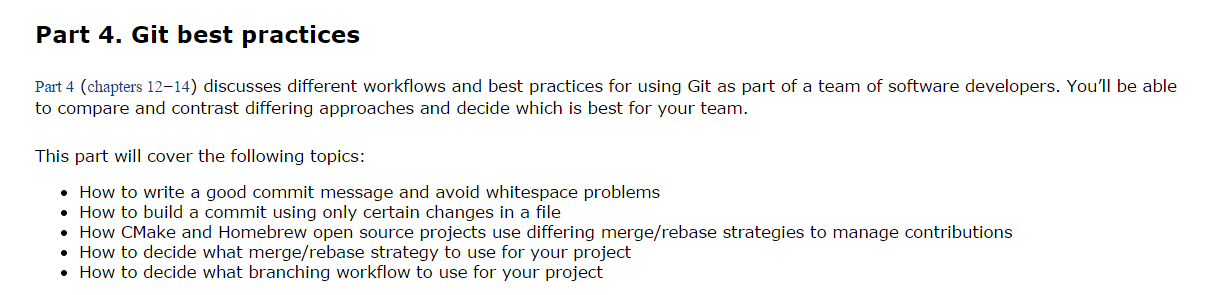 Part 4. Git best practices
Part 4 (chapters 12–14) discusses different workflows and best practices for using Git as part of a team of software developers. You’ll be able
to compare and contrast differing approaches and decide which is best for your team.
This part will cover the following topics:
• How to write a good commit message and avoid whitespace problems
• How to build a commit using only certain changes in a file
• How CMake and Homebrew open source projects use differing merge/rebase strategies to manage contributions
• How to decide what merge/rebase strategy to use for your project
• How to decide what branching workflow to use for your project